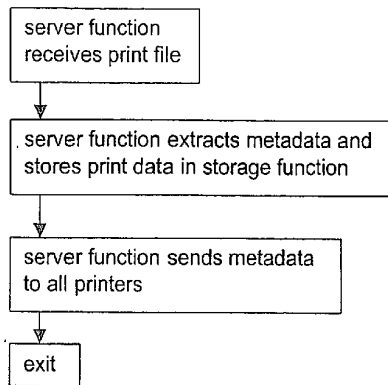 server function
receives print file
server function extracts metadata and
stores print data in storage function
server function sends metadata
to all printers
exit